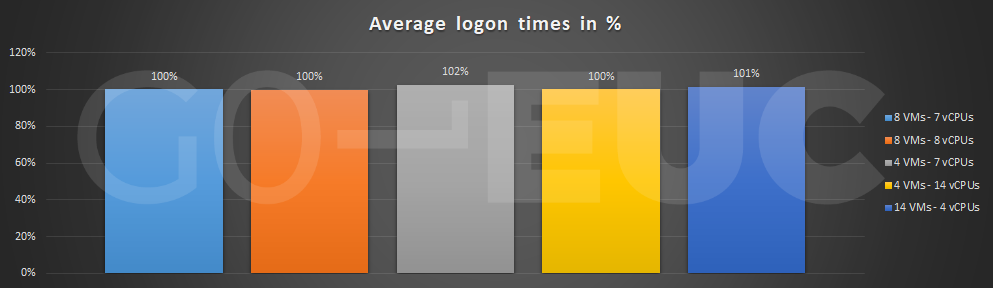 Average logon times in %
120%
100%
80%
60%
40%
20%
0%
100%
100%
102%
100%
101%
GO-EUC
8 VMs - 7 vCPUs
8 VMs - 8 vCPUs
4 VMs - 7 vCPUs
4 VMs - 14 vCPUs
14 VMs - 4 vCPUs